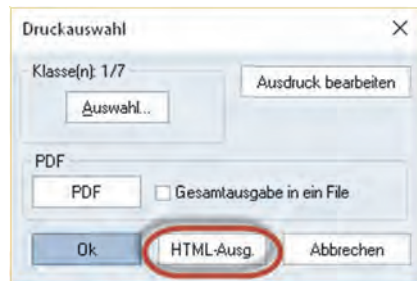 Druckauswahl
Klasse(n): 1/7
Auswahl...
Ausdruck bearbeiten
PDF
PDF
Gesamtausgabe in ein File
Ok
HTML-Ausg.
Abbrechen